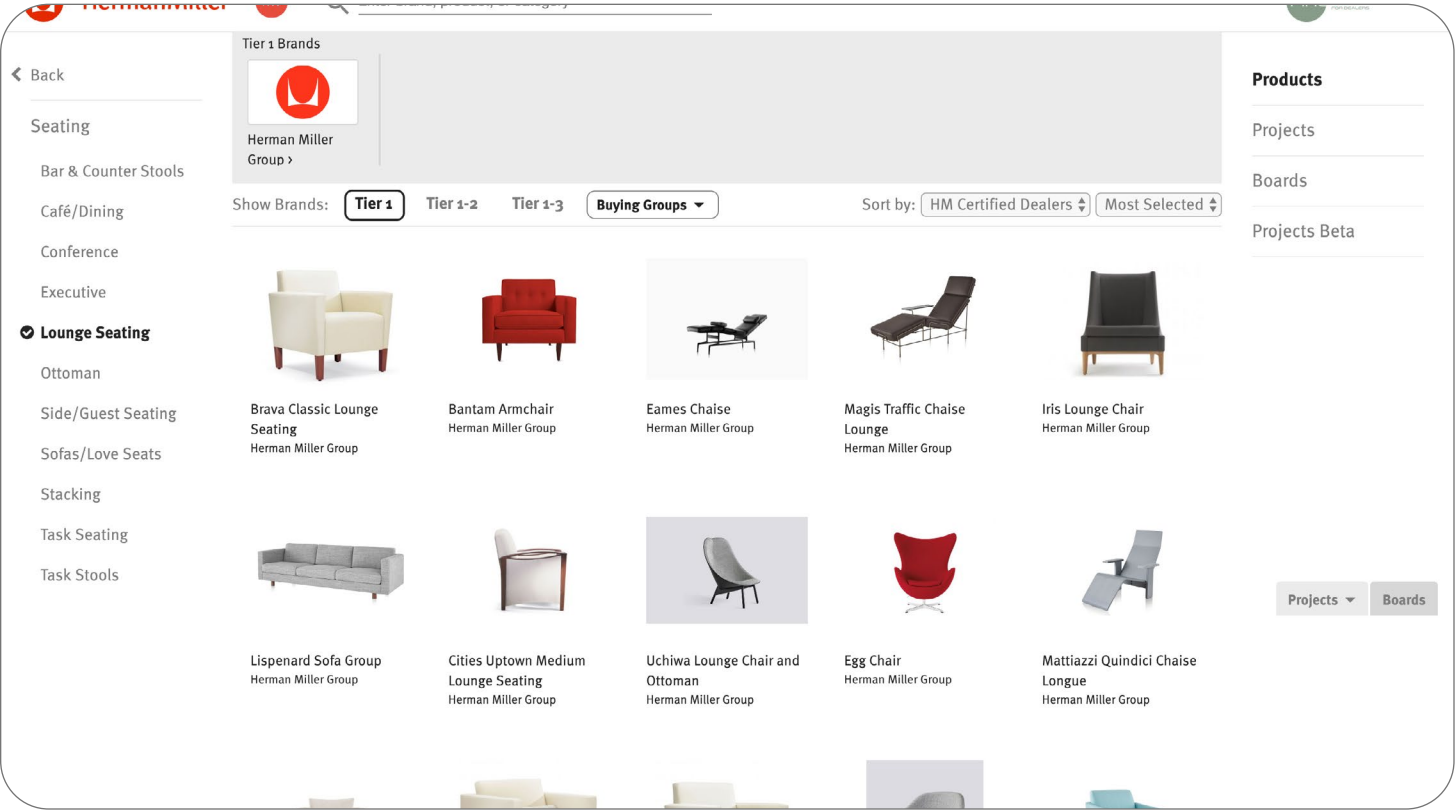 HermanMiller
Tier 1 Brands
Herman Miller
Group >
Back
Seating
Bar & Counter Stools
Café/Dining
Conference
Executive
Lounge Seating
Ottoman
Side/Guest Seating
Sofas/Love Seats
Stacking
Task Seating
Task Stools
Show Brands:
Tier 1
Tier 1-2
Tier 1-3
Buying Groups
Sort by:
HM Certified Dealers
Most Selected
Brava Classic Lounge
Seating
Herman Miller Group
Bantam Armchair
Herman Miller Group
Eames Chaise
Herman Miller Group
Magis Traffic Chaise
Lounge
Herman Miller Group
Iris Lounge Chair
Herman Miller Group
Lispenard Sofa Group
Herman Miller Group
Cities Uptown Medium
Lounge Seating
Herman Miller Group
Uchiwa Lounge Chair and
Ottoman
Herman Miller Group
Egg Chair
Herman Miller Group
Mattiazzi Quindici Chaise
Longue
Herman Miller Group
Products
Projects
Boards
Projects Beta
Projects
Boards